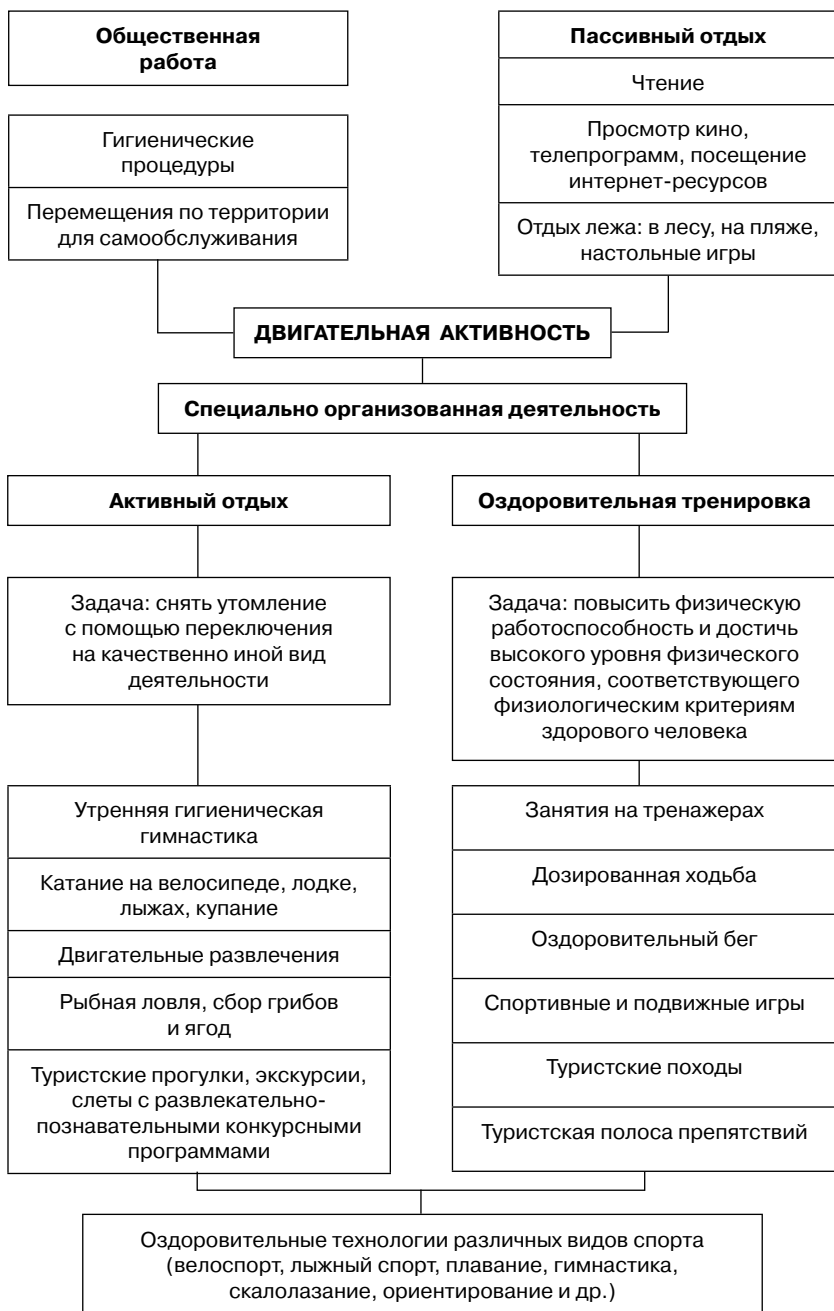 Общественная
работа
Гигиенические
процедуры
Перемещения по территории
для самообслуживания
Пассивный отдых
Чтение
Просмотр кино,
телепрограмм, посещение
интернет-ресурсов
Отдых лежа: в лесу, на пляже,
настольные игры
ДВИГАТЕЛЬНАЯ АКТИВНОСТЬ
Специально организованная деятельность
Активный отдых
Задача: снять утомление
с помощью переключения
на качественно иной вид
деятельности
Утренняя гигиеническая
гимнастика
Катание на велосипеде, лодке,
лыжах, купание
Двигательные развлечения
Рыбная ловля, сбор грибов
и ягод
Туристские прогулки, экскурсии,
слеты с развлекательно-
познавательными конкурсными
программами
Оздоровительная тренировка
Задача: повысить физическую
работоспособность и достичь
высокого уровня физического
состояния, соответствующего
физиологическим критериям
здорового человека
Занятия на тренажерах
Дозированная ходьба
Оздоровительный бег
Спортивные и подвижные игры
Туристские походы
Туристская полоса препятствий
Оздоровительные технологии различных видов спорта
(велоспорт, лыжный спорт, плавание, гимнастика,
скалолазание, ориентирование и др.)